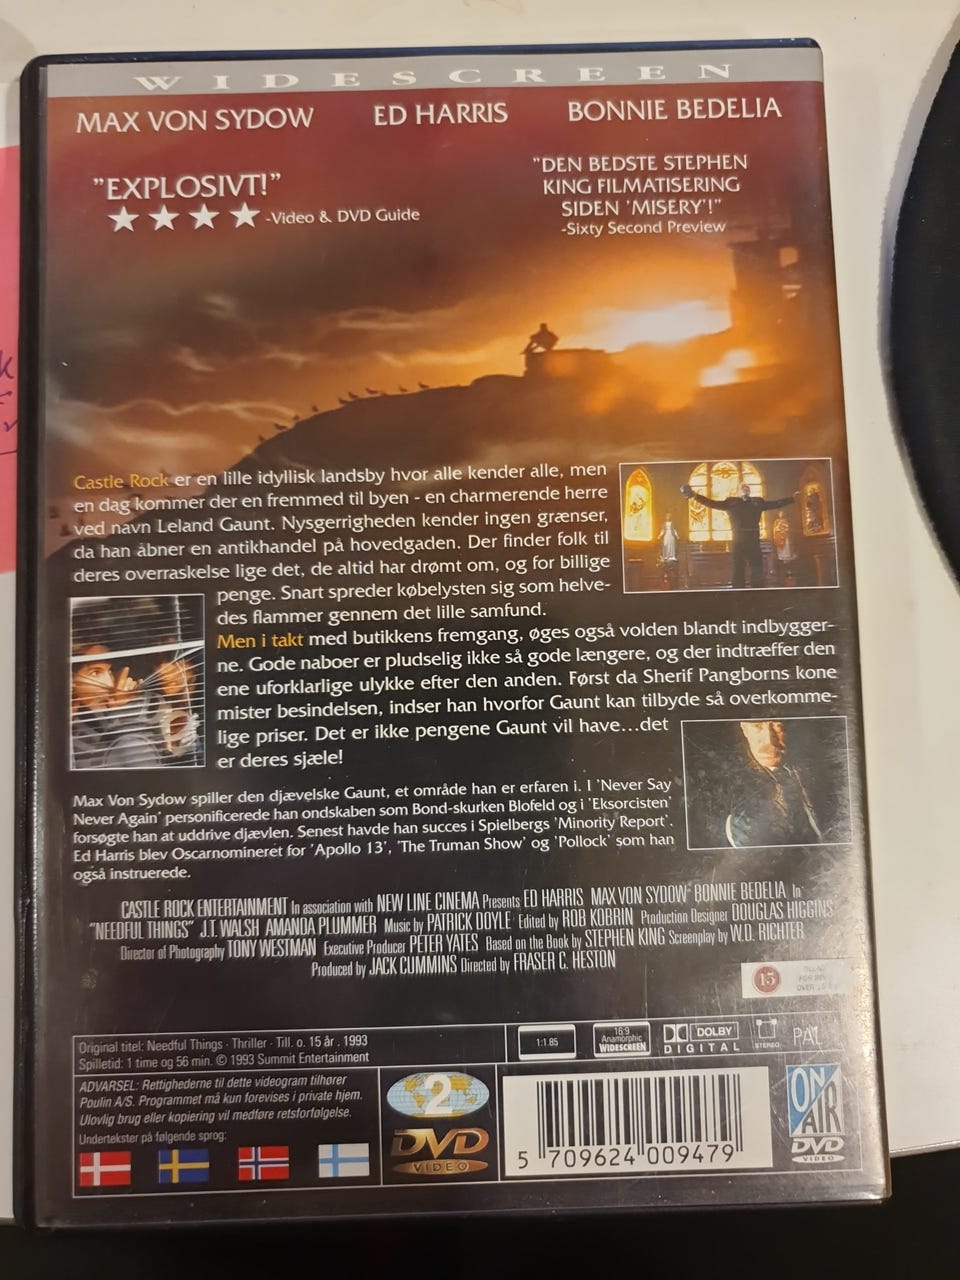 WIDESCREEN
MAX VON SYDOW ED HARRIS BONNIE BEDELIA
"EXPLOSIVT!"
-Video & DVD Guide
"DEN BEDSTE STEPHEN
KING FILMATISERING
SIDEN 'MISERY'!"
-Sixty Second Preview
Castle Rock er en lille idyllisk landsby hvor alle kender alle, men
en dag kommer der en fremmed til byen - en charmerende herre
ved navn Leland Gaunt. Nysgerrigheden kender ingen grænser,
da han åbner en antikhandel på hovedgaden. Der finder folk til
deres overraskelse lige det, de altid har drømt om, og for billige
penge. Snart spreder købelysten sig som helve-
des flammer gennem det lille samfund.
Men i takt med butikkens fremgang, øges også volden blandt indbygger-
ne. Gode naboer er pludselig ikke så gode længere, og der indtræffer den
ene uforklarlige ulykke efter den anden. Først da Sherif Pangborns kone
mister besindelsen, indser han hvorfor Gaunt kan tilbyde så overkomme-
lige priser. Det er ikke pengene Gaunt vil have...det
er deres sjæle!
Max Von Sydow spiller den djævelske Gaunt, et område han er erfaren i. I 'Never Say
Never Again' personificerede han ondskaben som Bond-skurken Blofeld og i 'Eksorcisten'
forsøgte han at uddrive djævlen. Senest havde han succes i Spielbergs 'Minority Report'.
Ed Harris blev Oscarnomineret for 'Apollo 13', 'The Truman Show' og 'Pollock' som han
også instruerede.
CASTLE ROCK ENTERTAINMENT In association with NEW LINE CINEMA Presents ED HARRIS MAX VON SYDOW BONNIE BEDELIA In
"NEEDFUL THINGS" J.T. WALSH AMANDA PLUMMER Music by PATRICK DOYLE Edited by ROB KOBRIN Production Designer DOUGLAS HIGGINS
Director of Photography TONY WESTMAN Executive Producer PETER YATES Based on the Book by STEPHEN KING Screenplay by W.D. RICHTER
Produced by JACK CUMMINS Directed by FRASER C. HESTON
15
OVER
Original titel: Needful Things · Thriller · Till. o. 15 år . 1993
Spilletid: 1 time og 56 min. © 1993 Summit Entertainment
1:1.85
16:9
Anamorphic
WIDESCREEN
DOLBY
DIGITAL
STEREO
PAL
ADVARSEL: Rettighederne til dette videogram tilhører
Poulin A/S. Programmet må kun forevises i private hjem.
Ulovlig brug eller kopiering vil medføre retsforfølgelse.
Undertekster på følgende sprog:
2
DVD
VIDEO
5 709624 009479
ON
AIR
DVD
VIDEO